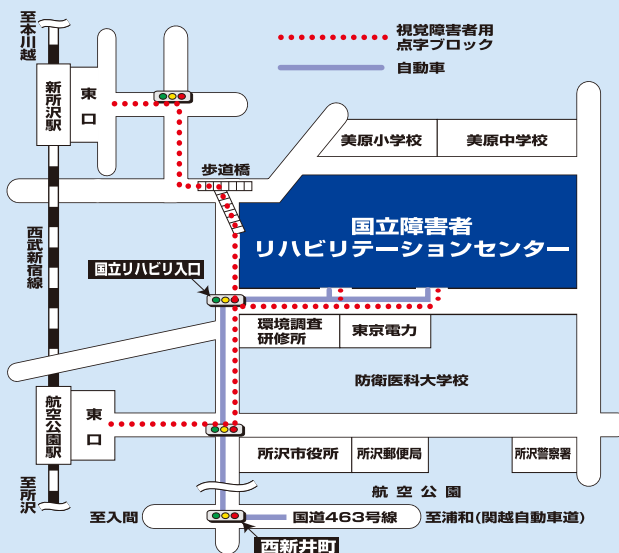 至本川越
視覚障害者用
点字ブロック
自動車
新所沢駅
東口
美原小学校
美原中学校
歩道橋
国立障害者
リハビリテーションセンター
西武新宿線
国立リハビリ入口
環境調査
研修所
東京電力
防衛医科大学校
航空公園駅
東口
所沢市役所
所沢郵便局
所沢警察署
至所沢
航空公園
至入間
国道463号線
至浦和(関越自動車道)
西新井町